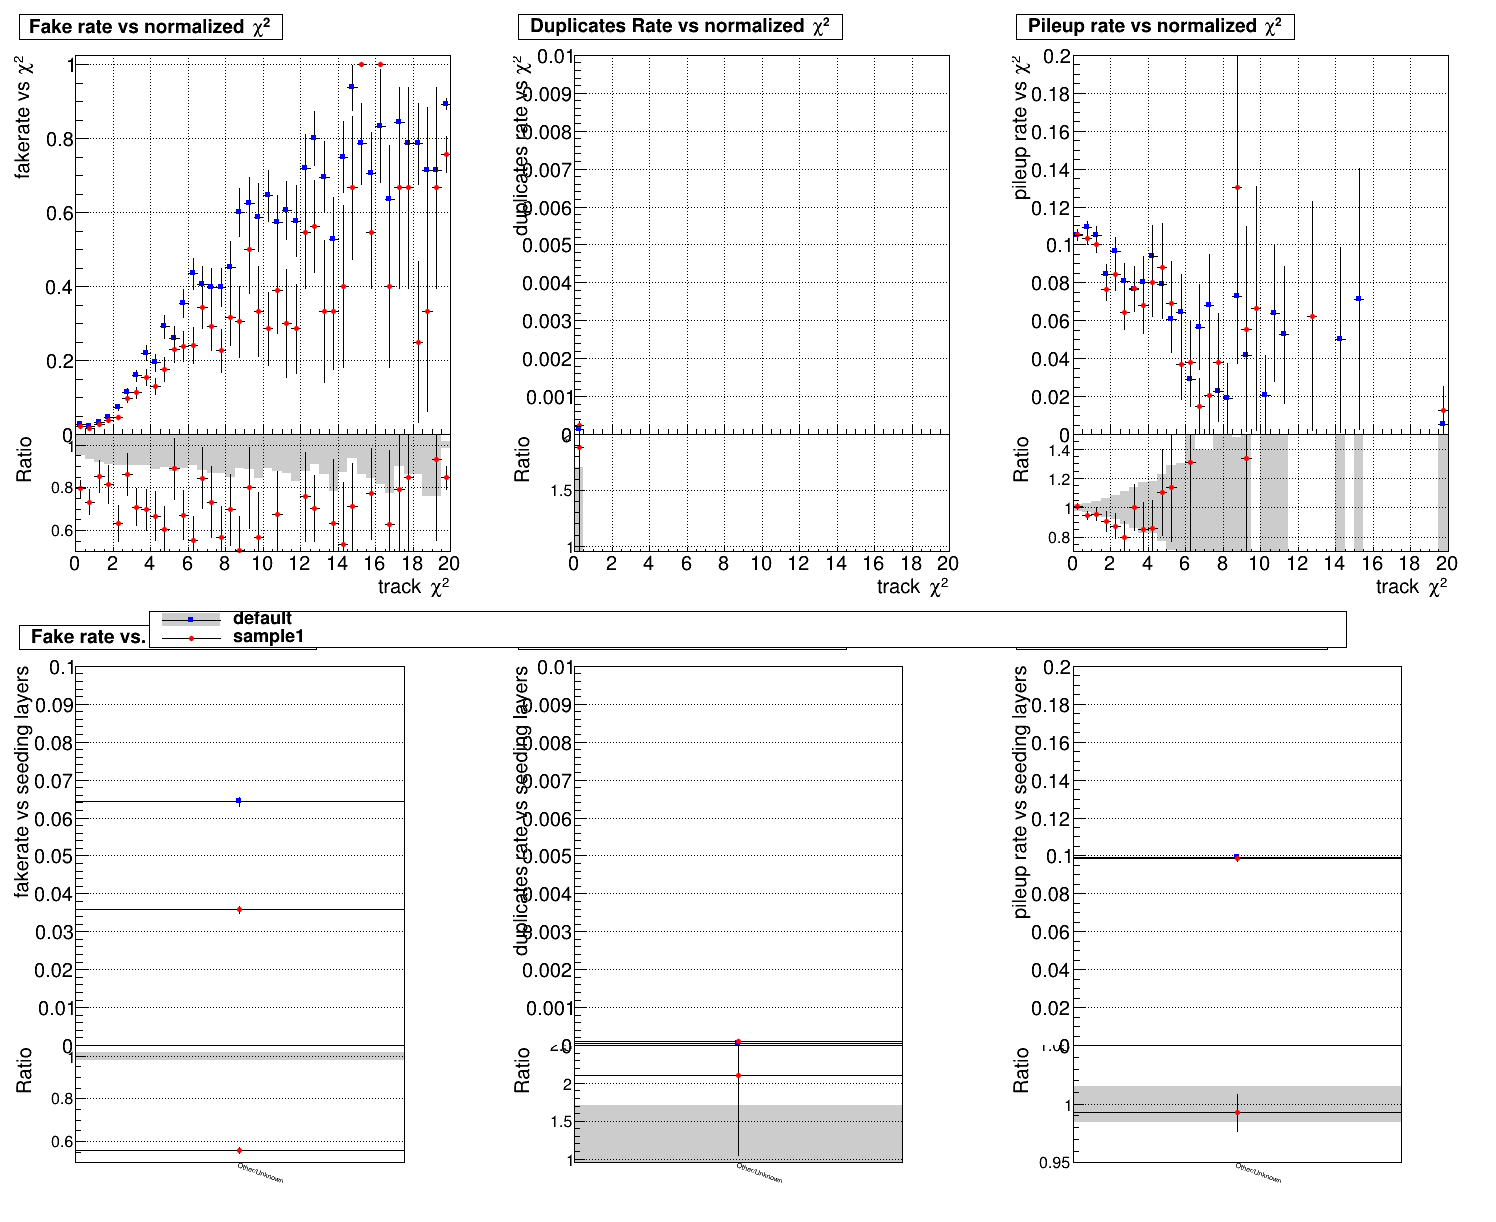 Fake rate vs normalized χ²
Duplicates Rate vs normalized χ²
Pileup rate vs normalized χ²
fakerate vs χ²
1
0.8
0.6
0.4
0.2
0
Ratio
1
0.8
0.6
0 2 4 6 8 10 12 14 16 18 20
track χ²
duplicates rate vs χ²
0.01
0.009
0.008
0.007
0.006
0.005
0.004
0.003
0.002
0.001
0
Ratio
2
1.5
1
0 2 4 6 8 10 12 14 16 18 20
track χ²
pileup rate vs χ²
0.2
0.18
0.16
0.14
0.12
0.1
0.08
0.06
0.04
0.02
0
Ratio
1.4
1.2
1
0.8
0 2 4 6 8 10 12 14 16 18 20
track χ²
Fake rate vs.
default
sample1
fakerate vs seeding layers
0.1
0.09
0.08
0.07
0.06
0.05
0.04
0.03
0.02
0.01
0
Ratio
1
0.8
0.6
Other/Unknown
duplicates rate vs seeding layers
0.01
0.009
0.008
0.007
0.006
0.005
0.004
0.003
0.002
0.001
0
Ratio
2
1.5
1
Other/Unknown
pileup rate vs seeding layers
0.2
0.18
0.16
0.14
0.12
0.1
0.08
0.06
0.04
0.02
0
Ratio
1
0.95
Other/Unknown